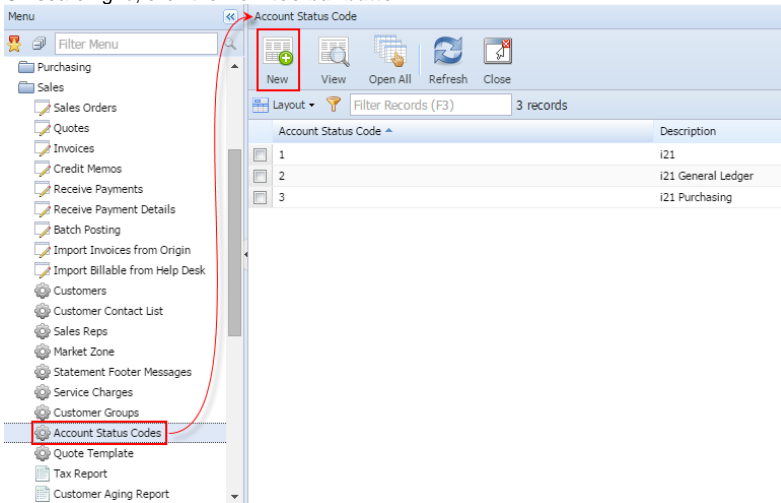 Menu
Filter Menu
Purchasing
Sales
Sales Orders
Quotes
Invoices
Credit Memos
Receive Payments
Receive Payment Details
Batch Posting
Import Invoices from Origin
Import Billable from Help Desk
Customers
Customer Contact List
Sales Reps
Market Zone
Statement Footer Messages
Service Charges
Customer Groups
Account Status Codes
Quote Template
Tax Report
Customer Aging Report
Account Status Code
New View Open All Refresh Close
Layout Filter Records (F3) 3 records
Account Status Code Description
1 i21
2 i21 General Ledger
3 i21 Purchasing